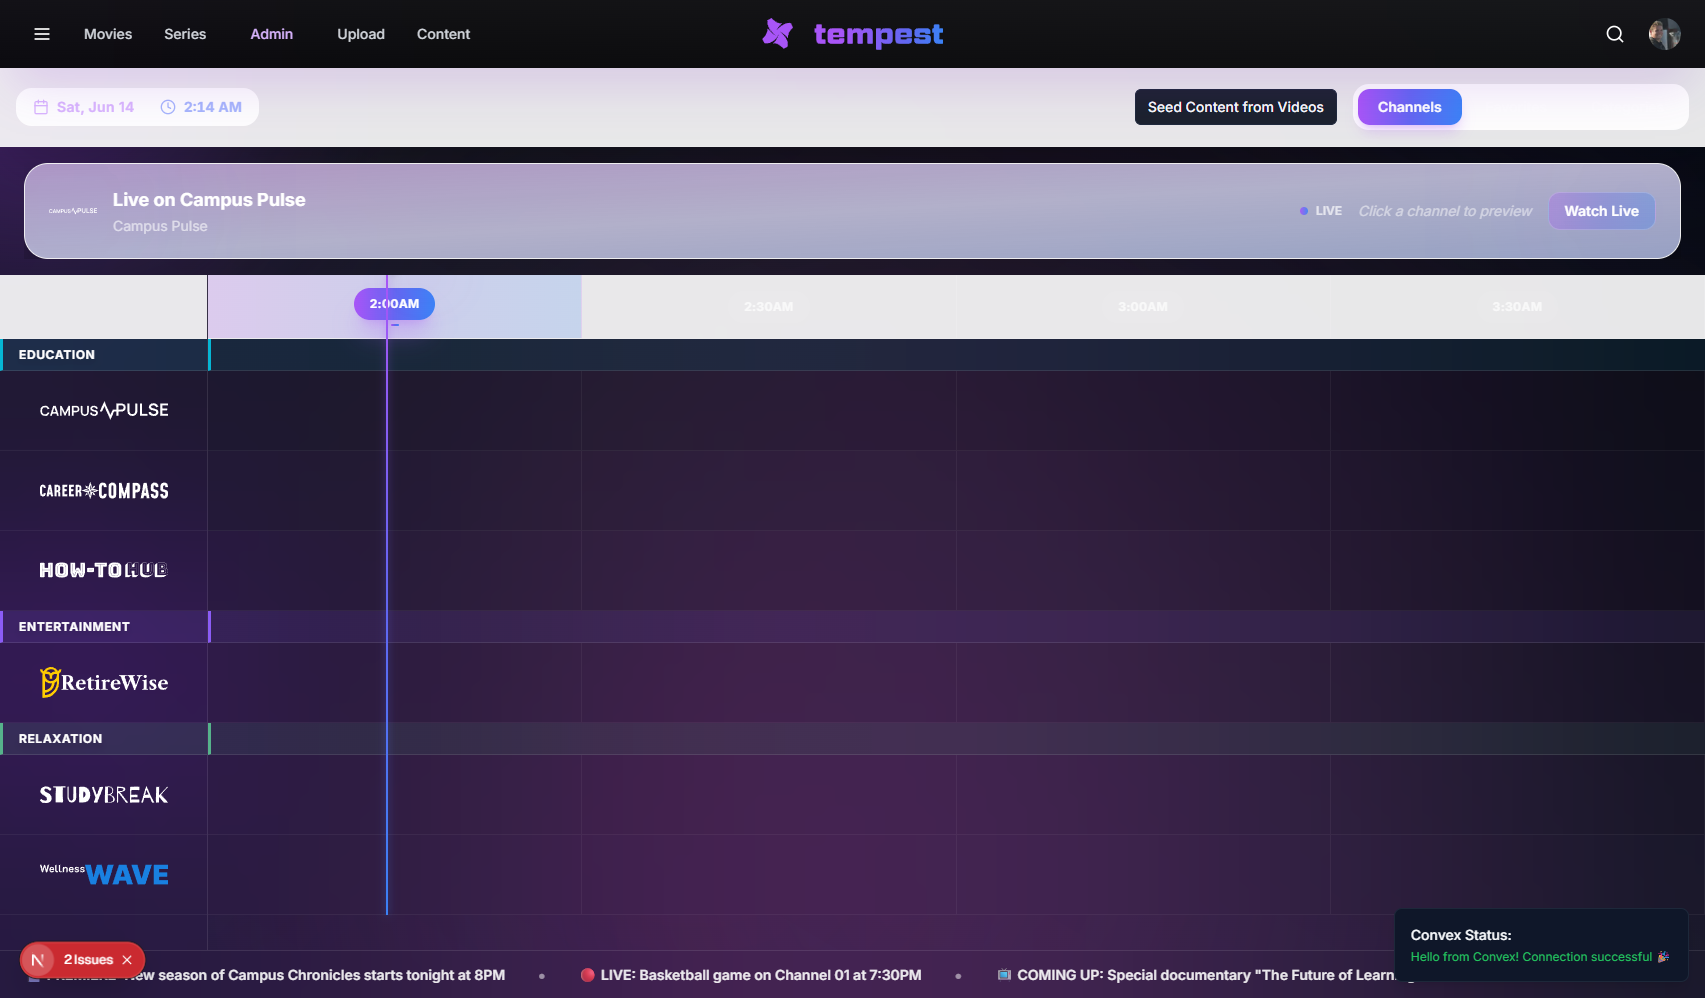 Movies Series Admin Upload Content tempest
Sat, Jun 14 2:14 AM Seed Content from Videos Channels
Live on Campus Pulse
CAMPUS PULSE LIVE Click a channel to preview Watch Live
Campus Pulse
2:00AM 2:30AM 3:00AM 3:30AM
EDUCATION
CAMPUS PULSE
CAREER COMPASS
HOW-TO HUB
ENTERTAINMENT
RetireWise
RELAXATION
STUDYBREAK
Wellness WAVE
Convex Status:
Hello from Convex! Connection successful 🎉
N 2 Issues
New season of Campus Chronicles starts tonight at 8PM • 🔴 LIVE: Basketball game on Channel 01 at 7:30PM • 📺 COMING UP: Special documentary "The Future of